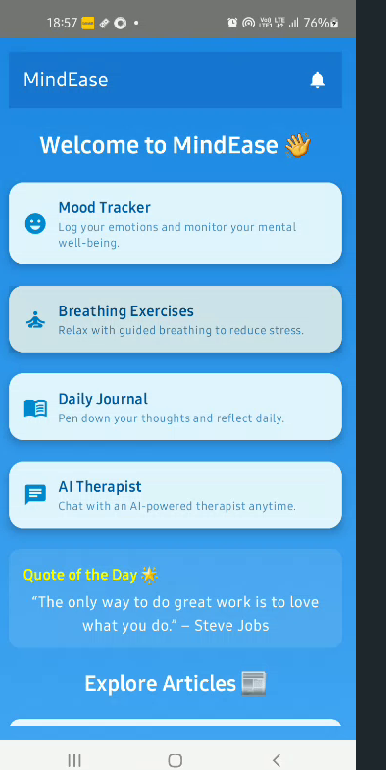 18:57 76%
MindEase
Welcome to MindEase 👋
Mood Tracker
Log your emotions and monitor your mental
well-being.
Breathing Exercises
Relax with guided breathing to reduce stress.
Daily Journal
Pen down your thoughts and reflect daily.
AI Therapist
Chat with an AI-powered therapist anytime.
Quote of the Day 🌟
“The only way to do great work is to love
what you do.” – Steve Jobs
Explore Articles 📰